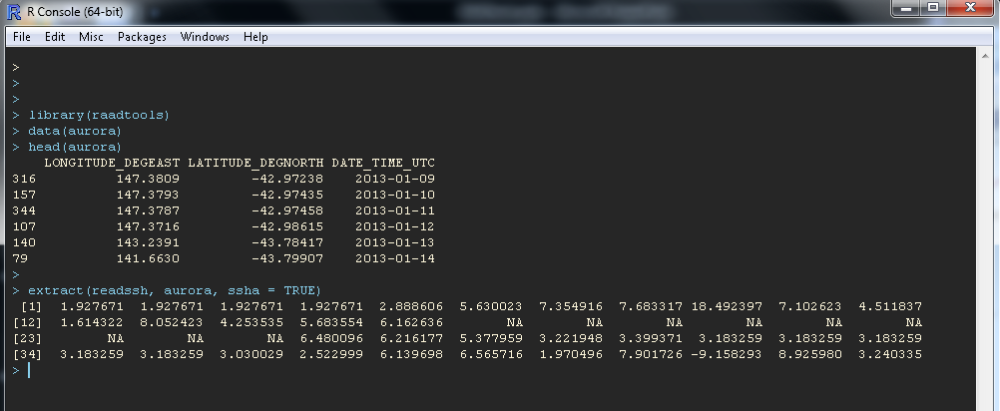 R Console (64-bit)
File Edit Misc Packages Windows Help
>
>
>
> library(raadtools)
> data(aurora)
> head(aurora)
    LONGITUDE_DEGEAST LATITUDE_DEGNORTH DATE_TIME_UTC
316          147.3809         -42.97238    2013-01-09
157          147.3793         -42.97435    2013-01-10
344          147.3787         -42.97458    2013-01-11
107          147.3716         -42.98615    2013-01-12
140          143.2391         -43.78417    2013-01-13
79           141.6630         -43.79907    2013-01-14
>
> extract(readssh, aurora, ssha = TRUE)
 [1]  1.927671  1.927671  1.927671  1.927671  2.888606  5.630023  7.354916  7.683317 18.492397  7.102623  4.511837
[12]  1.614322  8.052423  4.253535  5.683554  6.162636        NA        NA        NA        NA        NA        NA
[23]        NA        NA        NA  6.480096  6.216177  5.377959  3.221948  3.399371  3.183259  3.183259  3.183259
[34]  3.183259  3.183259  3.030029  2.522999  6.139698  6.565716  1.970496  7.901726 -9.158293  8.925980  3.240335
>